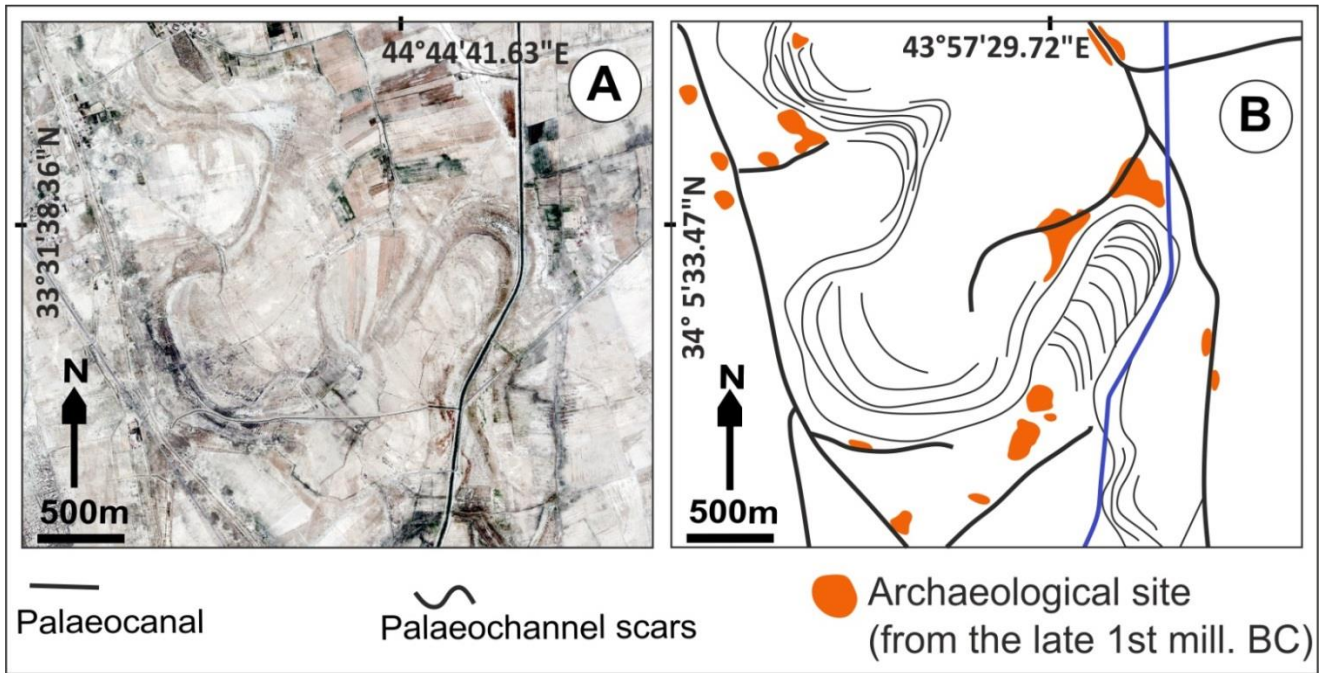 44°44'41.63"E
A
33°31'38.36"N
N
500m
43°57'29.72"E
B
34° 5'33.47"N
N
500m
Palaeocanal
Palaeochannel scars
Archaeological site
(from the late 1st mill. BC)